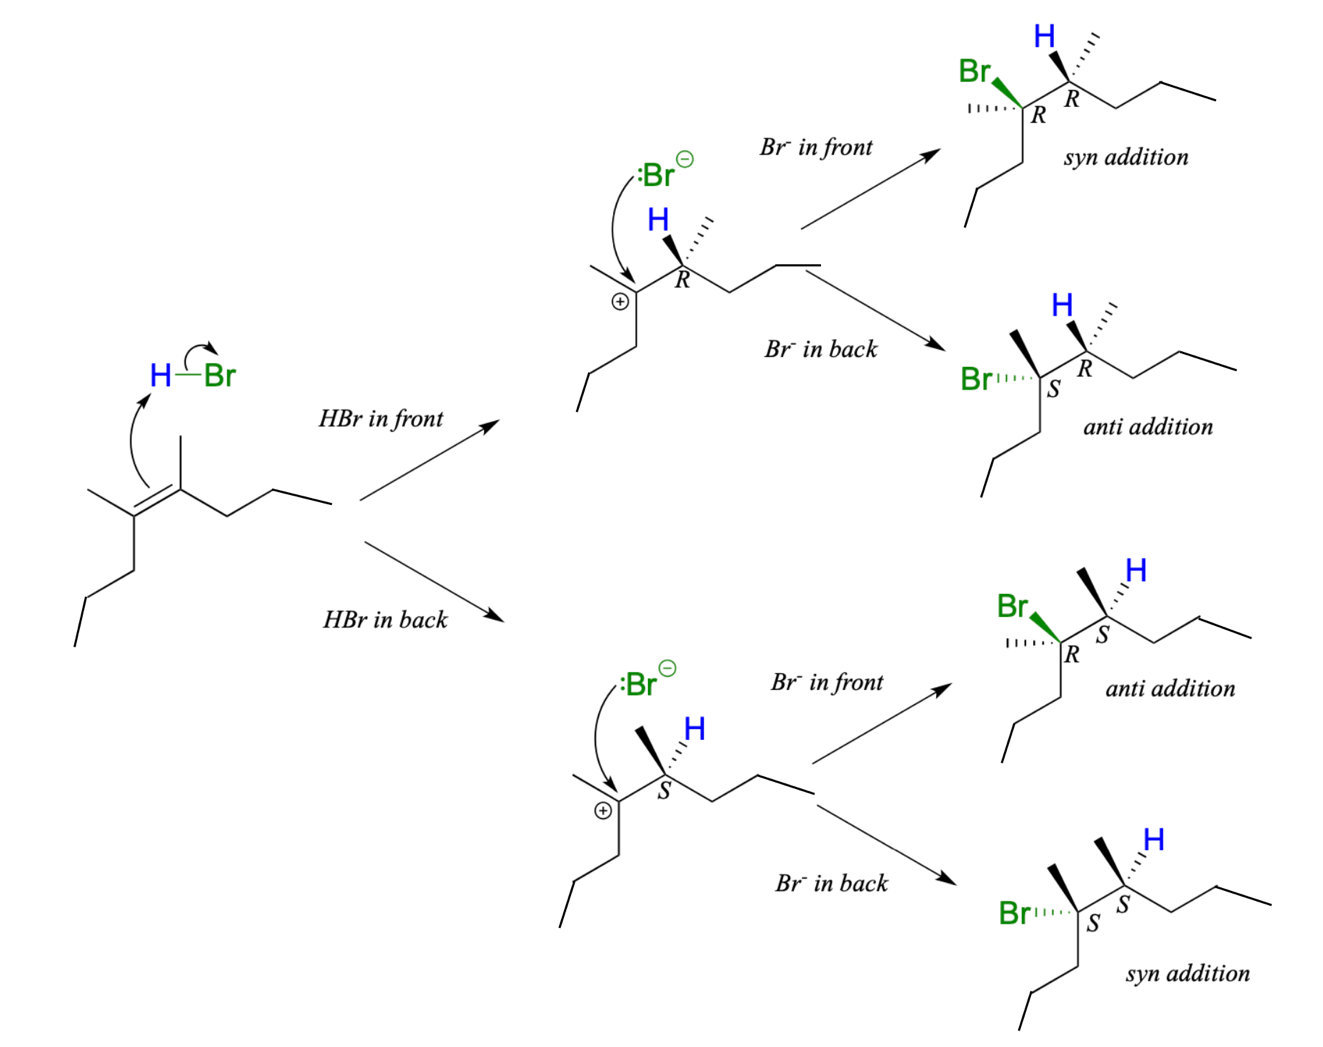 H Br
Br R R
Br⁻ in front
syn addition
:Br⊖
H
R
⊕
Br⁻ in back
H
Br S R
anti addition
H—Br
HBr in front
HBr in back
H
Br R S
Br⁻ in front
anti addition
:Br⊖
H
S
⊕
Br⁻ in back
H
Br S S
syn addition